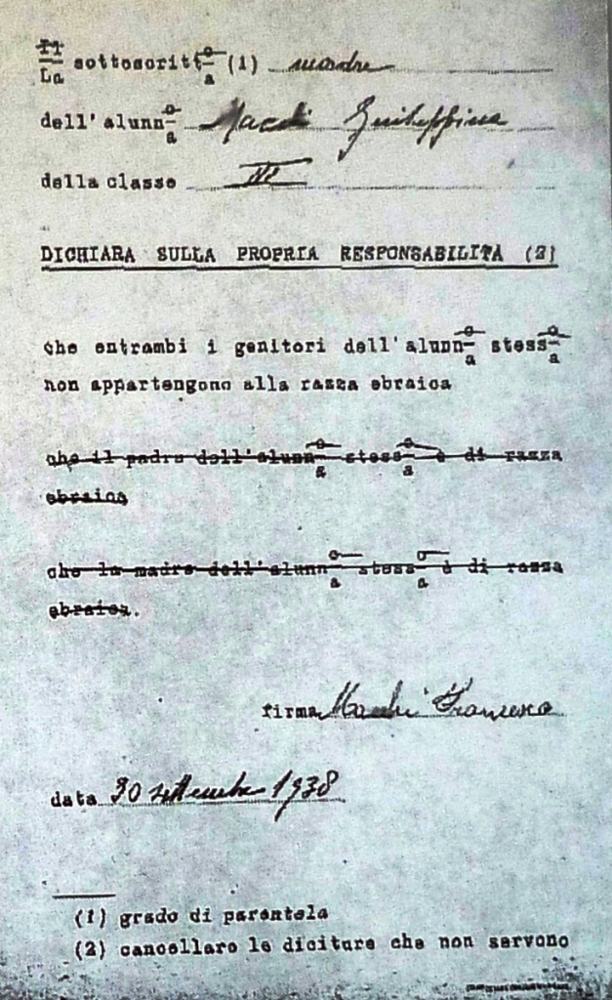 Il
La sottoscritt o/a (1) madre
dell'alunn o/a Macchi Giuseppina
della classe III
DICHIARA SULLA PROPRIA RESPONSABILITA (2)
che entrambi i genitori dell'alunn o/a stess o/a
non appartengono alla razza ebraica
che il padre dell'alunn o/a stess o/a è di razza
ebraica
che la madre dell'alunn o/a stess o/a è di razza
ebraica.
firma Macchi Francesca
data 30 settembre 1938
(1) grado di parentela
(2) cancellare le diciture che non servono